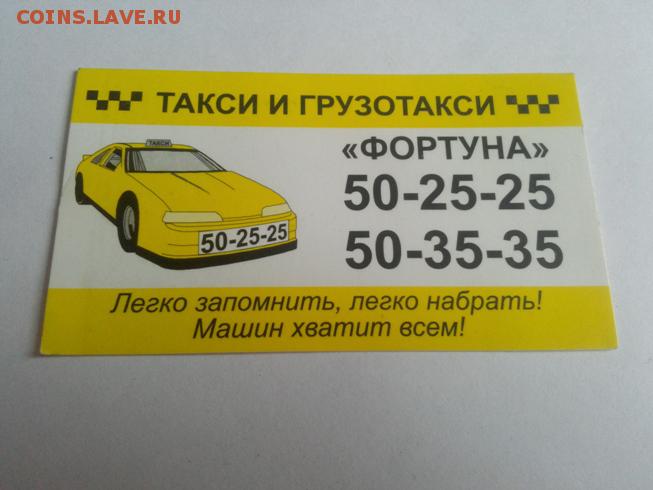 COINS.LAVE.RU
ТАКСИ И ГРУЗОТАКСИ
ТАКСИ
«ФОРТУНА»
50-25-25
50-25-25
50-35-35
Легко запомнить, легко набрать!
Машин хватит всем!